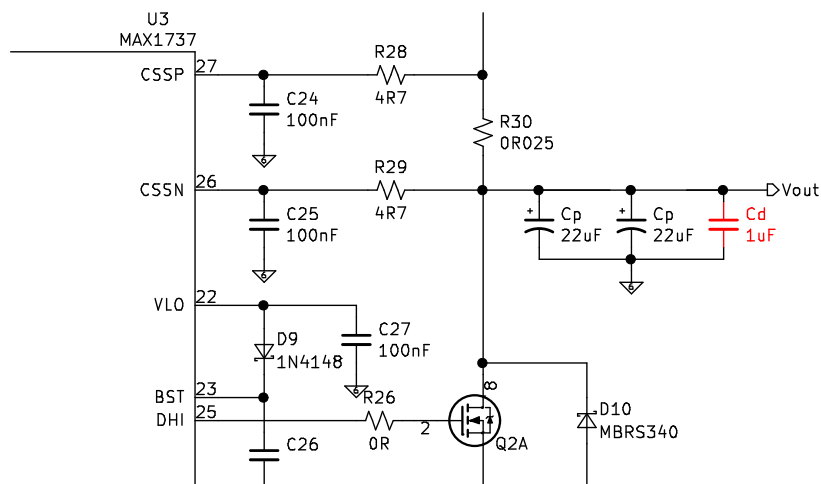 U3
MAX1737
CSSP 27
R28
4R7
C24
100nF
R30
0R025
CSSN 26
R29
4R7
Vout
C25
100nF
+ Cp
22uF
+ Cp
22uF
Cd
1uF
G
G
G
VLO 22
D9
1N4148
C27
100nF
G
BST 23
DHI 25
R26
0R
2
8
Q2A
D10
MBRS340
C26